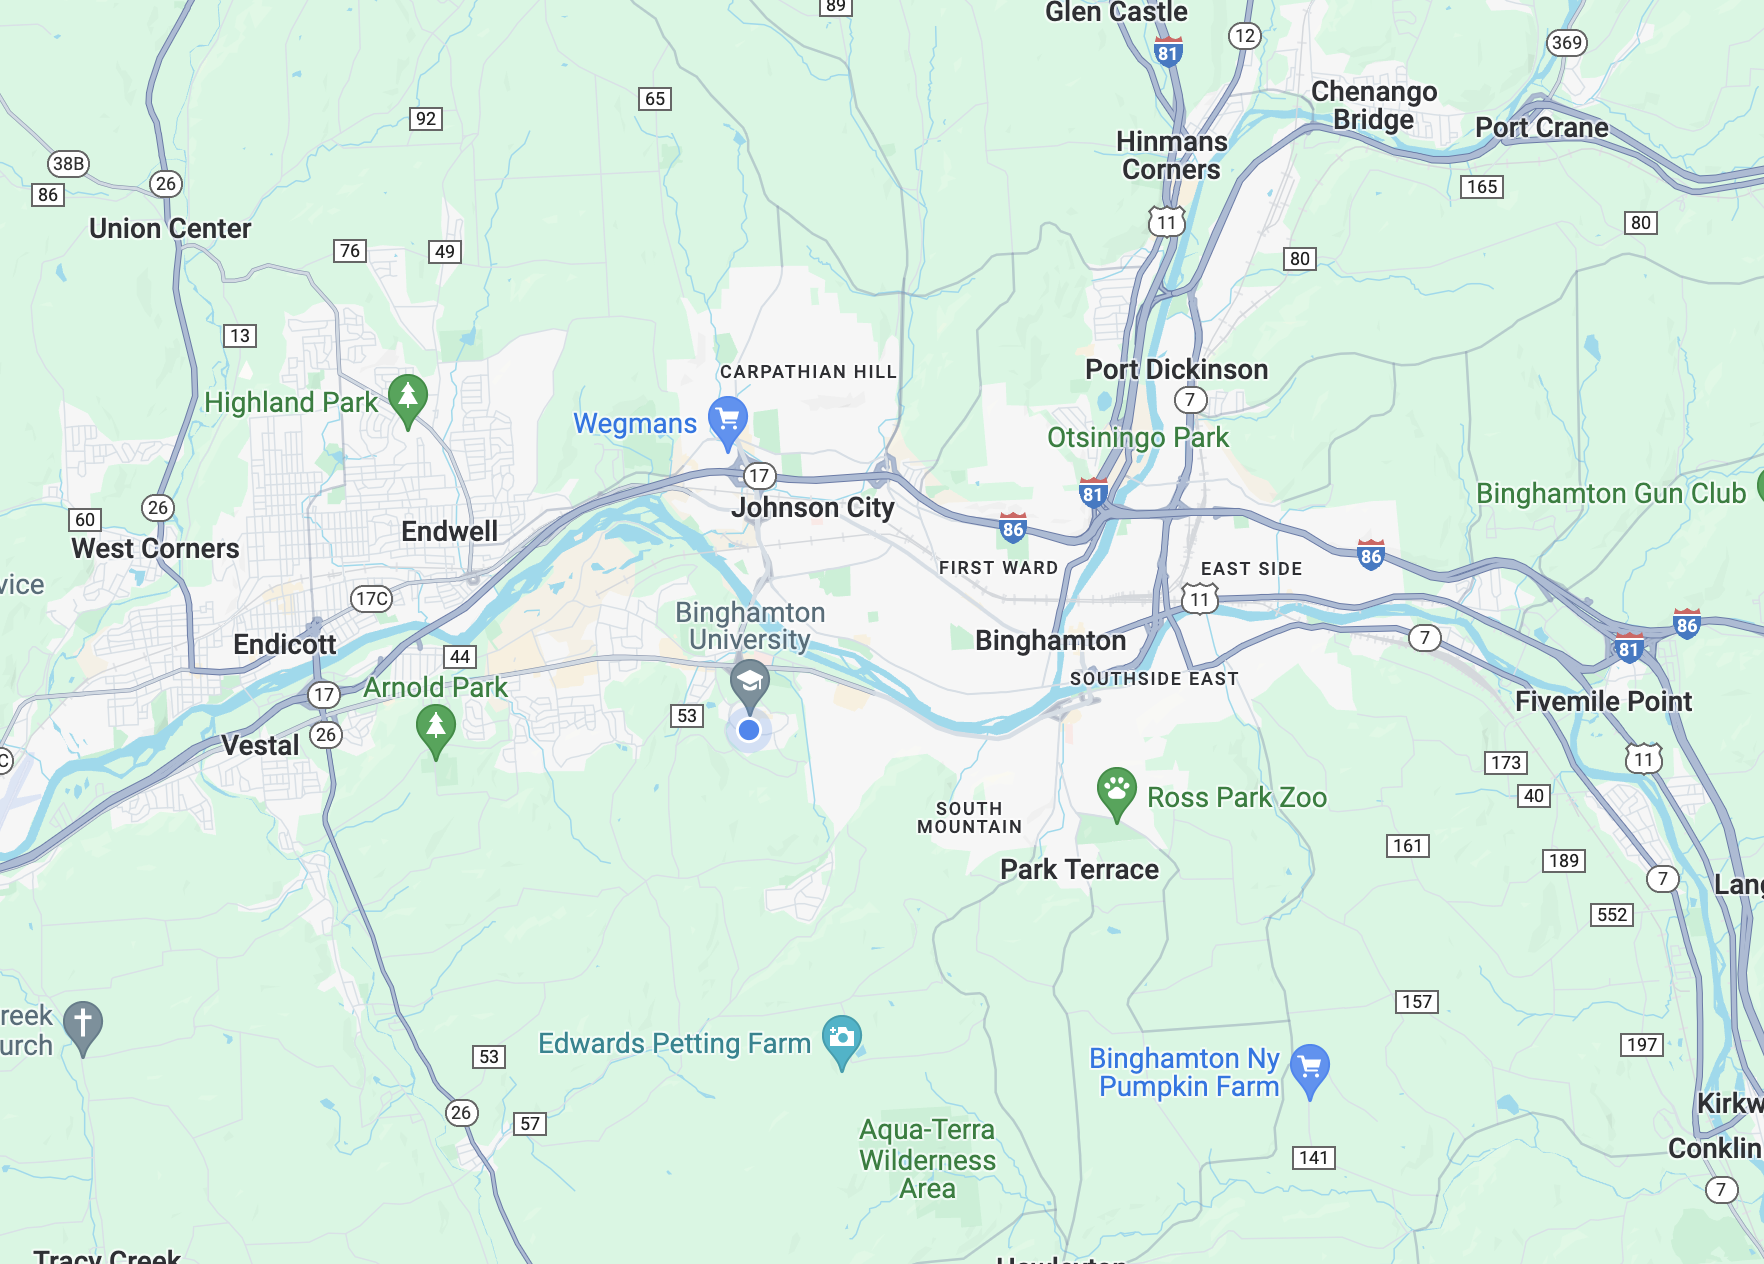 89
Glen Castle
81
12
369
65
92
Chenango
Bridge
Port Crane
Hinmans
Corners
38B
26
86
165
Union Center
11
80
76
49
80
13
CARPATHIAN HILL
Port Dickinson
Highland Park
7
Wegmans
Otsiningo Park
17
81
Binghamton Gun Club
26
60
Johnson City
86
Endwell
West Corners
86
FIRST WARD
EAST SIDE
vice
17C
11
Binghamton
University
86
Endicott
Binghamton
7
81
44
SOUTHSIDE EAST
17
Arnold Park
53
Fivemile Point
26
Vestal
C
11
173
40
Ross Park Zoo
SOUTH
MOUNTAIN
161
189
Park Terrace
7
Lang
552
157
reek
urch
Edwards Petting Farm
53
197
Binghamton Ny
Pumpkin Farm
26
57
Kirkw
Aqua-Terra
Wilderness
Area
Conklin
141
7
Tracy Creek